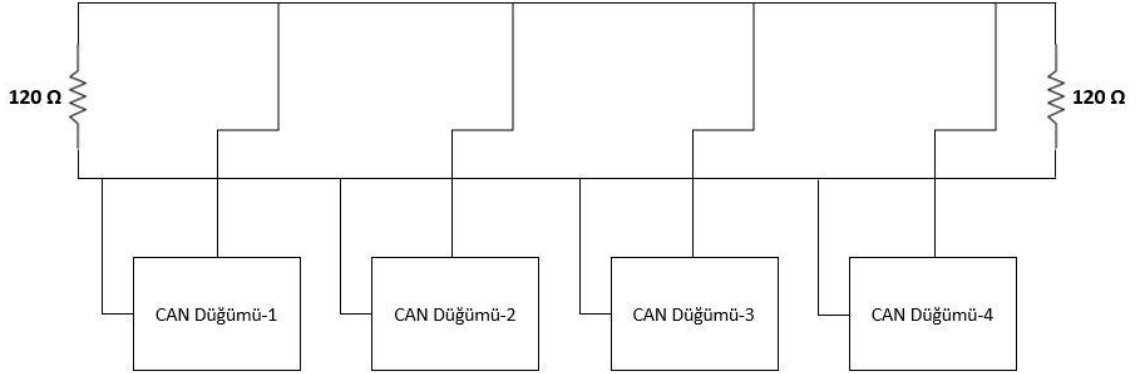 120 Ω
120 Ω
CAN Düğümü-1
CAN Düğümü-2
CAN Düğümü-3
CAN Düğümü-4